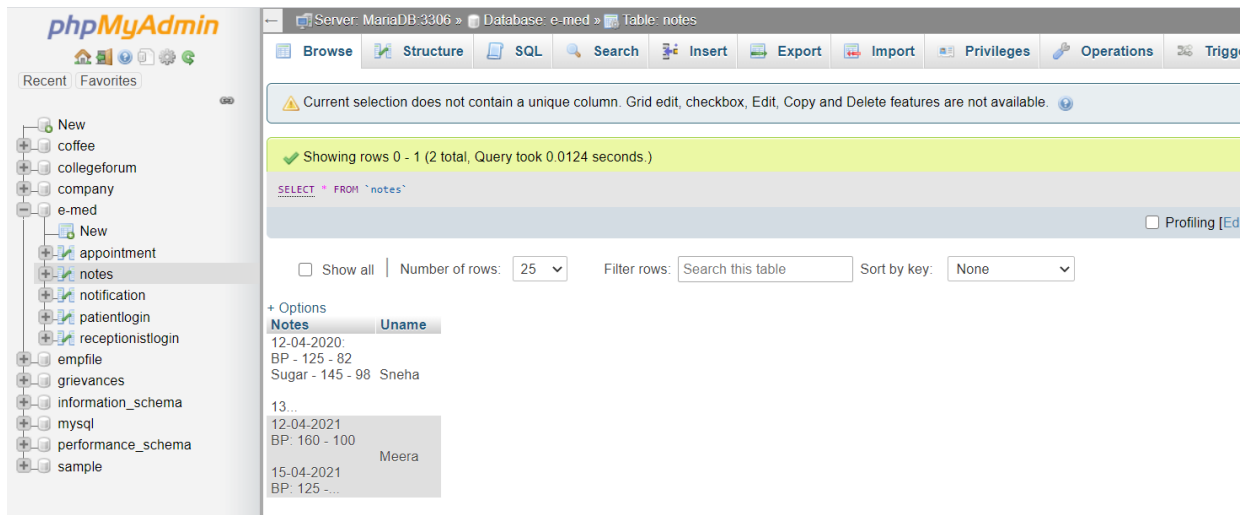 phpMyAdmin
Recent Favorites
New
coffee
collegeforum
company
e-med
New
appointment
notes
notification
patientlogin
receptionistlogin
empfile
grievances
information_schema
mysql
performance_schema
sample
Server: MariaDB:3306 » Database: e-med » Table: notes
Browse Structure SQL Search Insert Export Import Privileges Operations Trigge
Current selection does not contain a unique column. Grid edit, checkbox, Edit, Copy and Delete features are not available.
Showing rows 0 - 1 (2 total, Query took 0.0124 seconds.)
SELECT * FROM `notes`
Profiling [Ed
Show all Number of rows: 25 Filter rows: Search this table Sort by key: None
+ Options
Notes Uname
12-04-2020:
BP - 125 - 82
Sugar - 145 - 98 Sneha
13...
12-04-2021
BP: 160 - 100
Meera
15-04-2021
BP: 125 -...